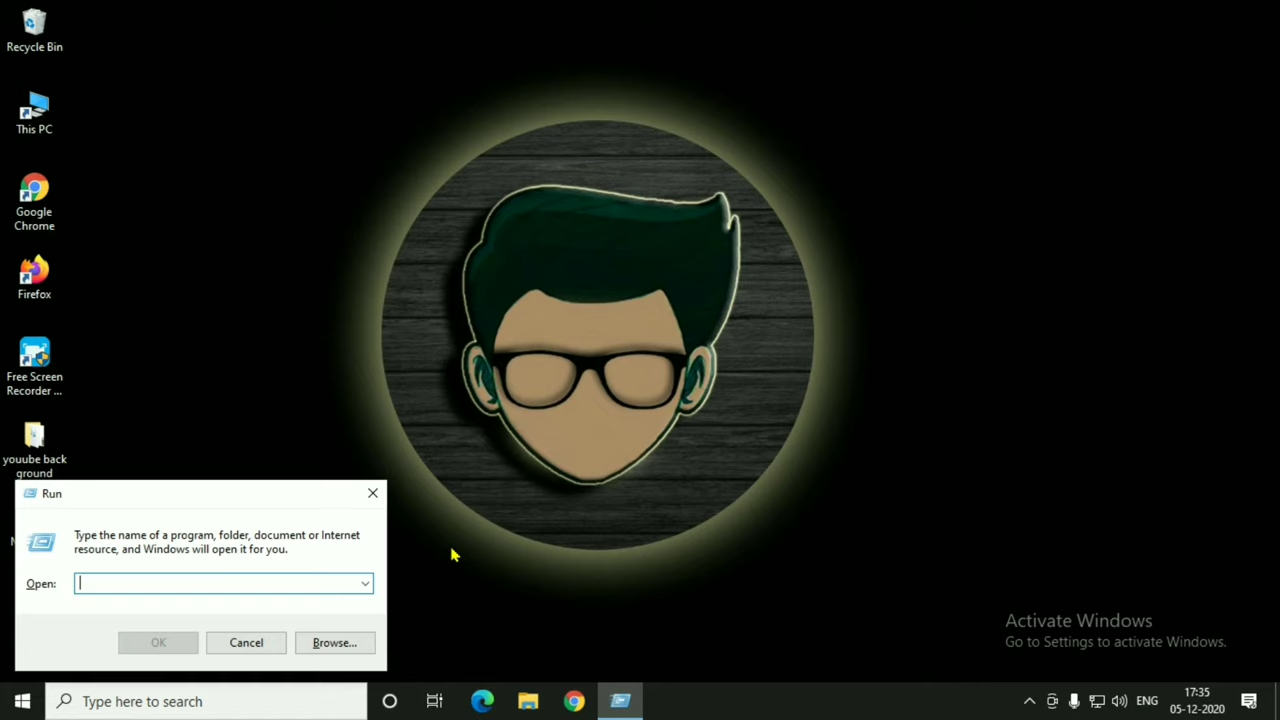 Recycle Bin
This PC
Google
Chrome
Firefox
Free Screen
Recorder ...
youube back
ground
Run
Type the name of a program, folder, document or Internet
resource, and Windows will open it for you.
Open:
OK
Cancel
Browse...
Activate Windows
Go to Settings to activate Windows.
Type here to search
ENG
17:35
05-12-2020